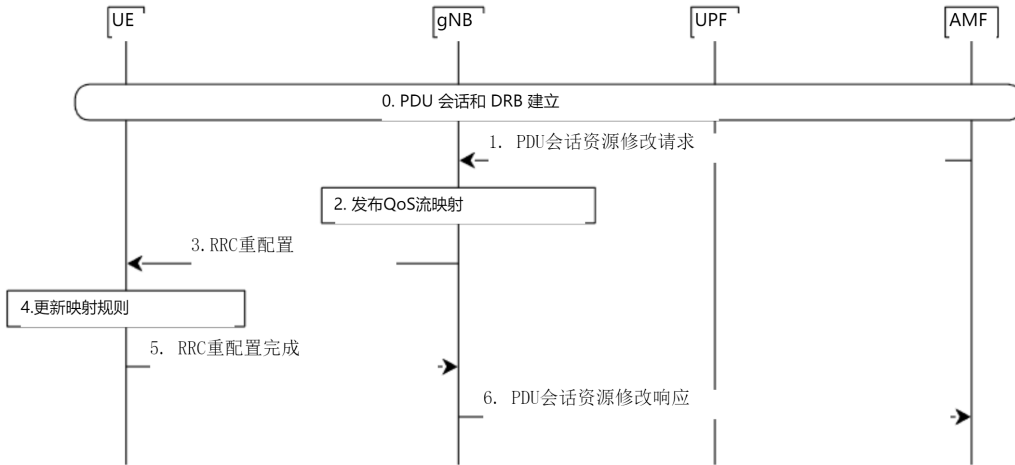 UE
gNB
UPF
AMF
0. PDU 会话和 DRB 建立
1. PDU会话资源修改请求
2. 发布QoS流映射
3.RRC重配置
4.更新映射规则
5. RRC重配置完成
6. PDU会话资源修改响应